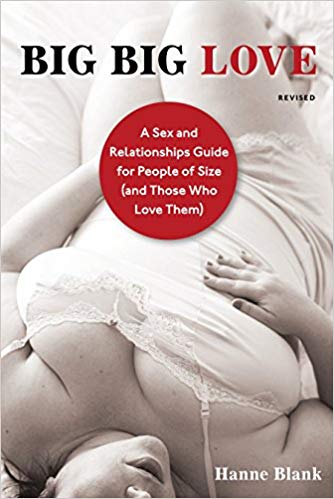 BIG BIG LOVE
REVISED
A Sex and
Relationships Guide
for People of Size
(and Those Who
Love Them)
Hanne Blank